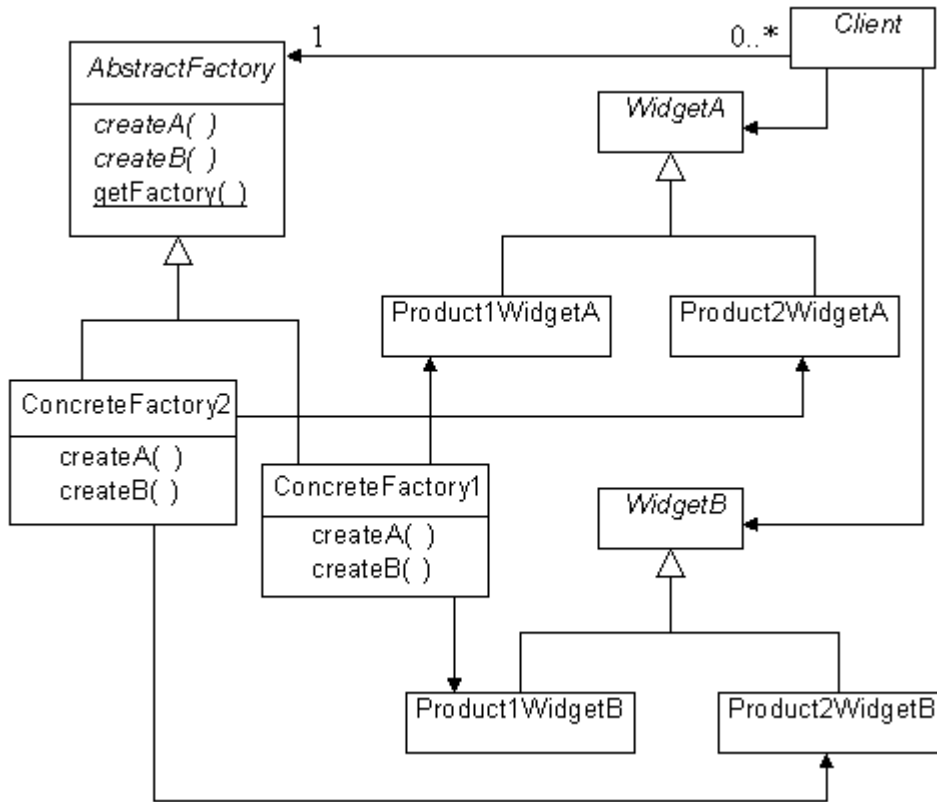 Client
1
0..*
AbstractFactory
createA( )
createB( )
getFactory( )
WidgetA
Product1WidgetA
Product2WidgetA
ConcreteFactory2
createA( )
createB( )
ConcreteFactory1
createA( )
createB( )
WidgetB
Product1WidgetB
Product2WidgetB